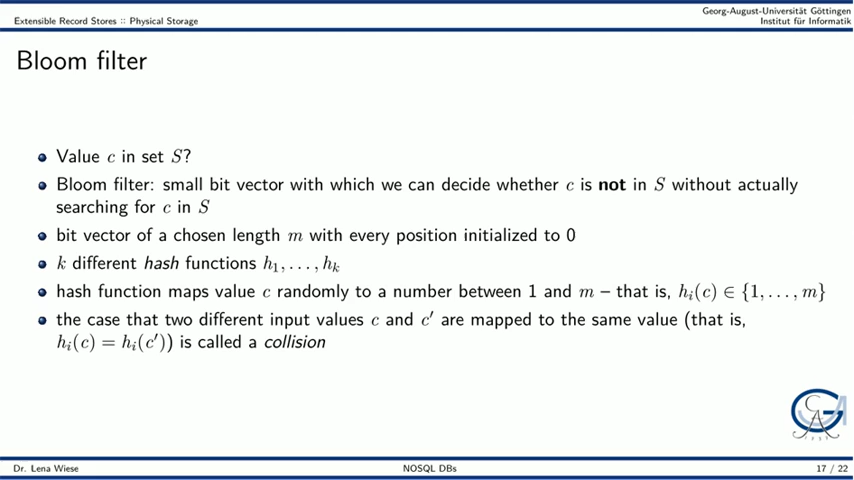 Georg-August-Universität Göttingen
Extensible Record Stores :: Physical Storage
Institut für Informatik
Bloom filter
Value c in set S?
Bloom filter: small bit vector with which we can decide whether c is not in S without actually
searching for c in S
bit vector of a chosen length m with every position initialized to 0
k different hash functions h₁, . . . , hₖ
hash function maps value c randomly to a number between 1 and m – that is, hᵢ(c) ∈ {1, . . . , m}
the case that two different input values c and c′ are mapped to the same value (that is,
hᵢ(c) = hᵢ(c′)) is called a collision
Dr. Lena Wiese
NOSQL DBs
17 / 22